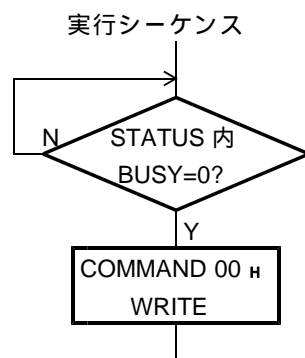 実行シーケンス
N
STATUS 内
BUSY=0?
Y
COMMAND 00 H
WRITE